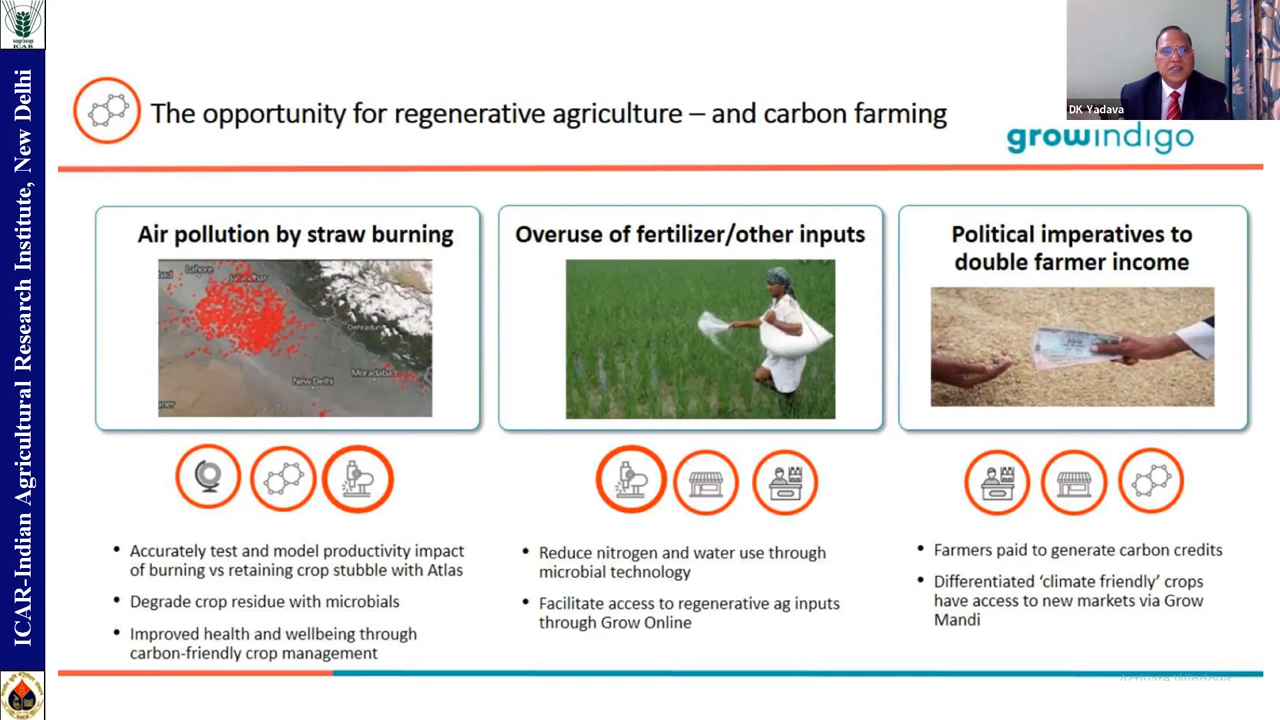 ICAR
ICAR-Indian Agricultural Research Institute, New Delhi
DK Yadava
The opportunity for regenerative agriculture – and carbon farming
growindigo
Air pollution by straw burning
Lahore
Jalandhar
Dehradun
New Delhi
Moradabad
Overuse of fertilizer/other inputs
Political imperatives to
double farmer income
• Accurately test and model productivity impact
of burning vs retaining crop stubble with Atlas
• Degrade crop residue with microbials
• Improved health and wellbeing through
carbon-friendly crop management
• Reduce nitrogen and water use through
microbial technology
• Facilitate access to regenerative ag inputs
through Grow Online
• Farmers paid to generate carbon credits
• Differentiated ‘climate friendly’ crops
have access to new markets via Grow
Mandi
Activate Windows